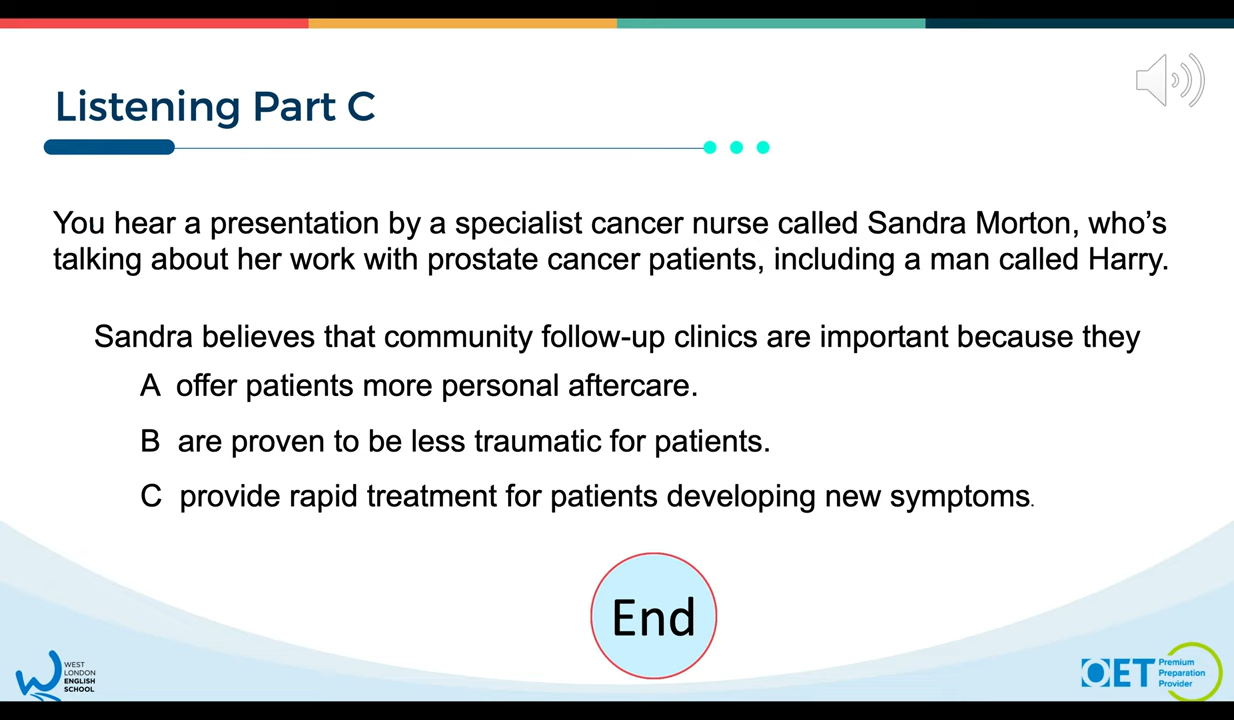 Listening Part C
You hear a presentation by a specialist cancer nurse called Sandra Morton, who’s
talking about her work with prostate cancer patients, including a man called Harry.
Sandra believes that community follow-up clinics are important because they
A offer patients more personal aftercare.
B are proven to be less traumatic for patients.
C provide rapid treatment for patients developing new symptoms.
End
WEST
LONDON
ENGLISH
SCHOOL
OET
Premium
Preparation
Provider